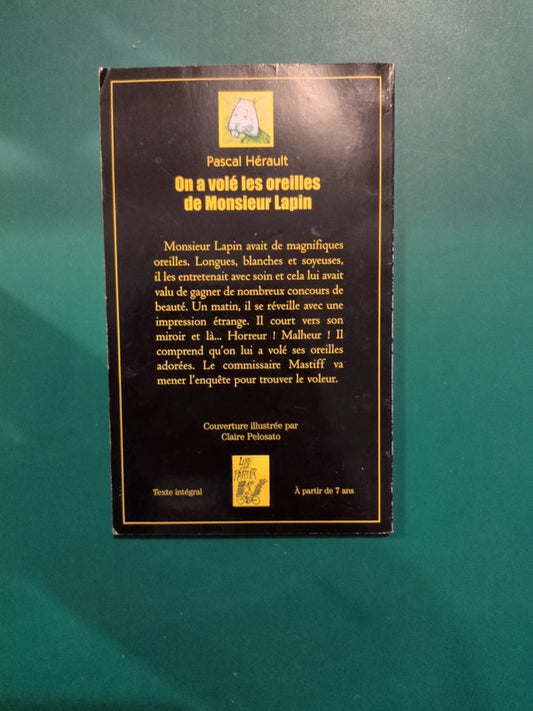 Pascal Hérault
On a volé les oreilles
de Monsieur Lapin
Monsieur Lapin avait de magnifiques
oreilles. Longues, blanches et soyeuses,
il les entretenait avec soin et cela lui avait
valu de gagner de nombreux concours de
beauté. Un matin, il se réveille avec une
impression étrange. Il court vers son
miroir et là... Horreur ! Malheur ! Il
comprend qu'on lui a volé ses oreilles
adorées. Le commissaire Mastiff va
mener l'enquête pour trouver le voleur.
Couverture illustrée par
Claire Pelosato
LIRE
PARTIR
Texte intégral
À partir de 7 ans